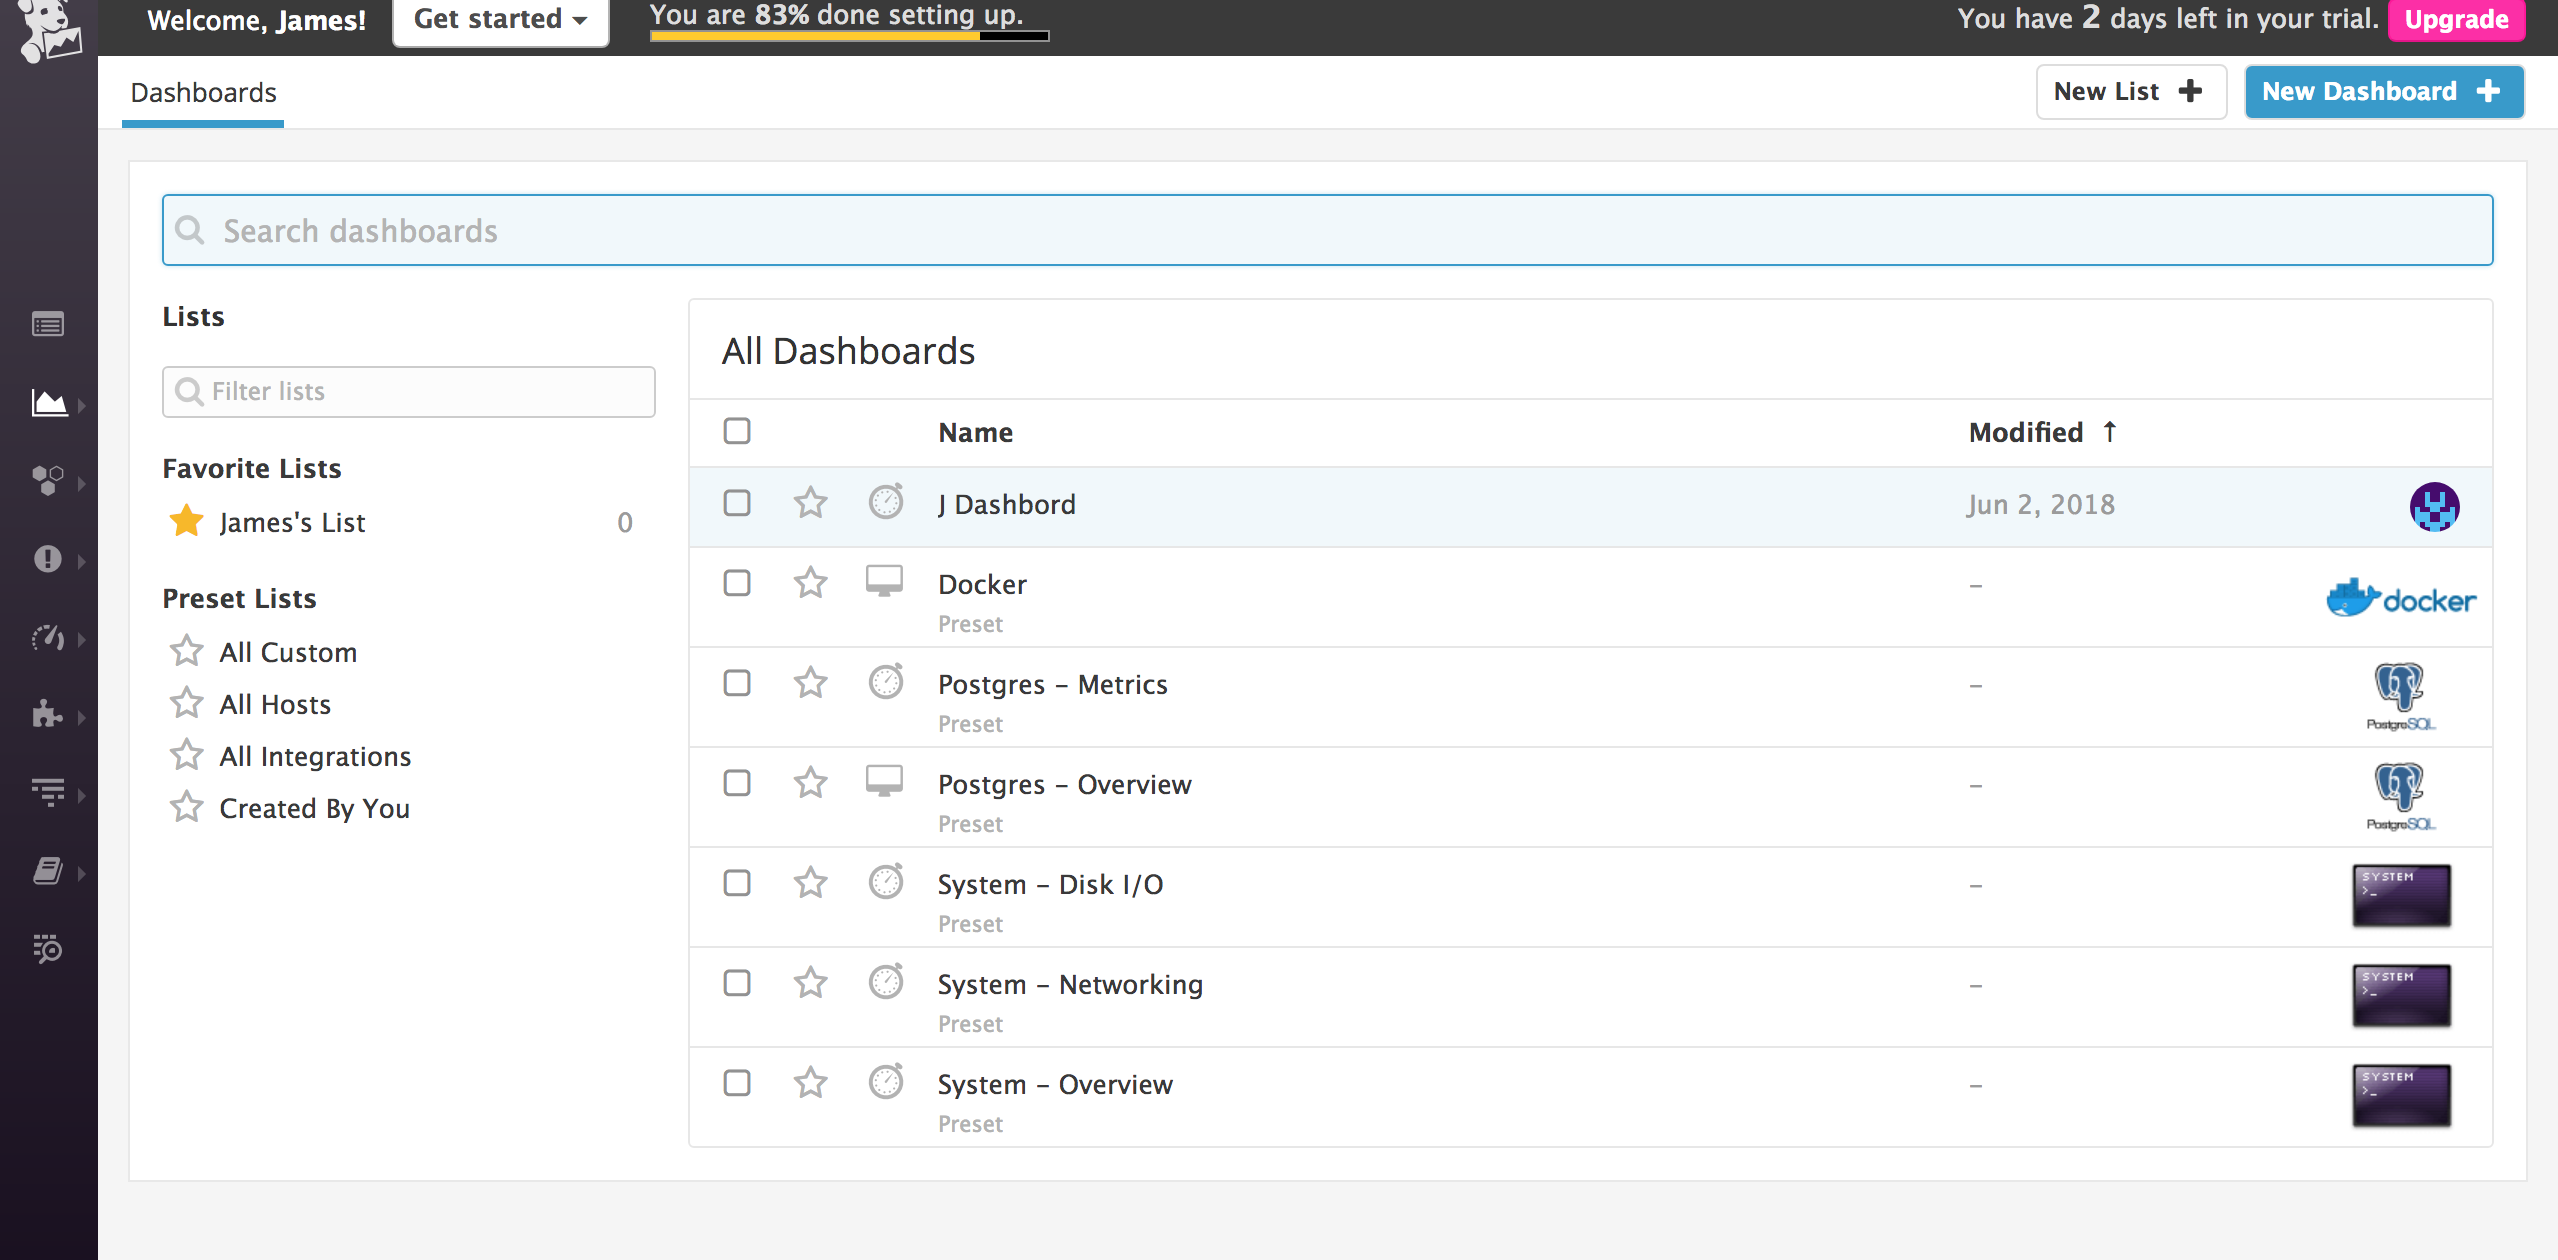 Welcome, James!
Get started
You are 83% done setting up.
You have 2 days left in your trial.
Upgrade
Dashboards
New List +
New Dashboard +
Search dashboards
Lists
Filter lists
Favorite Lists
James's List 0
Preset Lists
All Custom
All Hosts
All Integrations
Created By You
All Dashboards
Name Modified ↑
J Dashbord Jun 2, 2018
Docker –
Preset
docker
Postgres – Metrics –
Preset
PostgreSQL
Postgres – Overview –
Preset
PostgreSQL
System – Disk I/O –
Preset
SYSTEM
>_
System – Networking –
Preset
SYSTEM
>_
System – Overview –
Preset
SYSTEM
>_